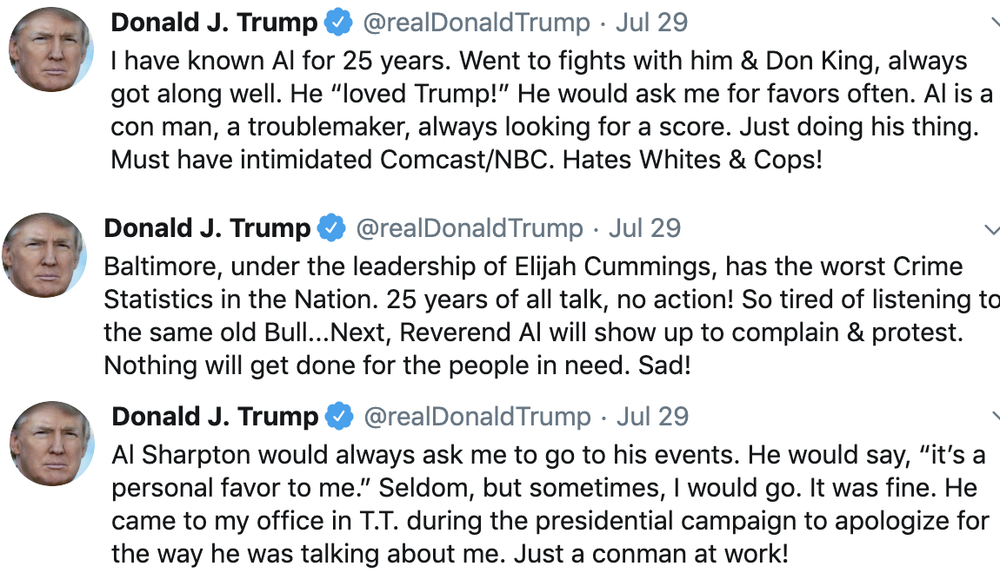 Donald J. Trump @realDonaldTrump · Jul 29
I have known Al for 25 years. Went to fights with him & Don King, always
got along well. He “loved Trump!” He would ask me for favors often. Al is a
con man, a troublemaker, always looking for a score. Just doing his thing.
Must have intimidated Comcast/NBC. Hates Whites & Cops!
Donald J. Trump @realDonaldTrump · Jul 29
Baltimore, under the leadership of Elijah Cummings, has the worst Crime
Statistics in the Nation. 25 years of all talk, no action! So tired of listening to
the same old Bull...Next, Reverend Al will show up to complain & protest.
Nothing will get done for the people in need. Sad!
Donald J. Trump @realDonaldTrump · Jul 29
Al Sharpton would always ask me to go to his events. He would say, “it’s a
personal favor to me.” Seldom, but sometimes, I would go. It was fine. He
came to my office in T.T. during the presidential campaign to apologize for
the way he was talking about me. Just a conman at work!